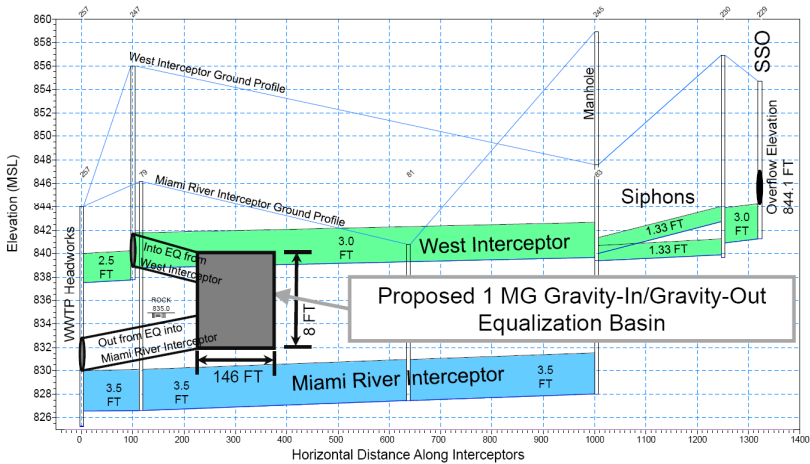 257
247
245
230
229
860
858
856
854
852
850
848
846
844
842
840
838
836
834
832
830
828
826
Elevation (MSL)
West Interceptor Ground Profile
Manhole
SSO
Overflow Elevation
844.1 FT
257
79
Miami River Interceptor Ground
81
63
Siphons
1.33 FT
1.33 FT
3.0
FT
2.5
FT
3.0
FT
West Interceptor
Into EQ from
West Interceptor
WWTP Headworks
ROCK
835.0
8 FT
Proposed 1 MG Gravity-In/Gravity-Out
Equalization Basin
Out from EQ into
Miami River Interceptor
146 FT
3.5
FT
3.5
FT
Miami River Interceptor
3.5
FT
0
100
200
300
400
500
600
700
800
900
1000
1100
1200
1300
1400
Horizontal Distance Along Interceptors